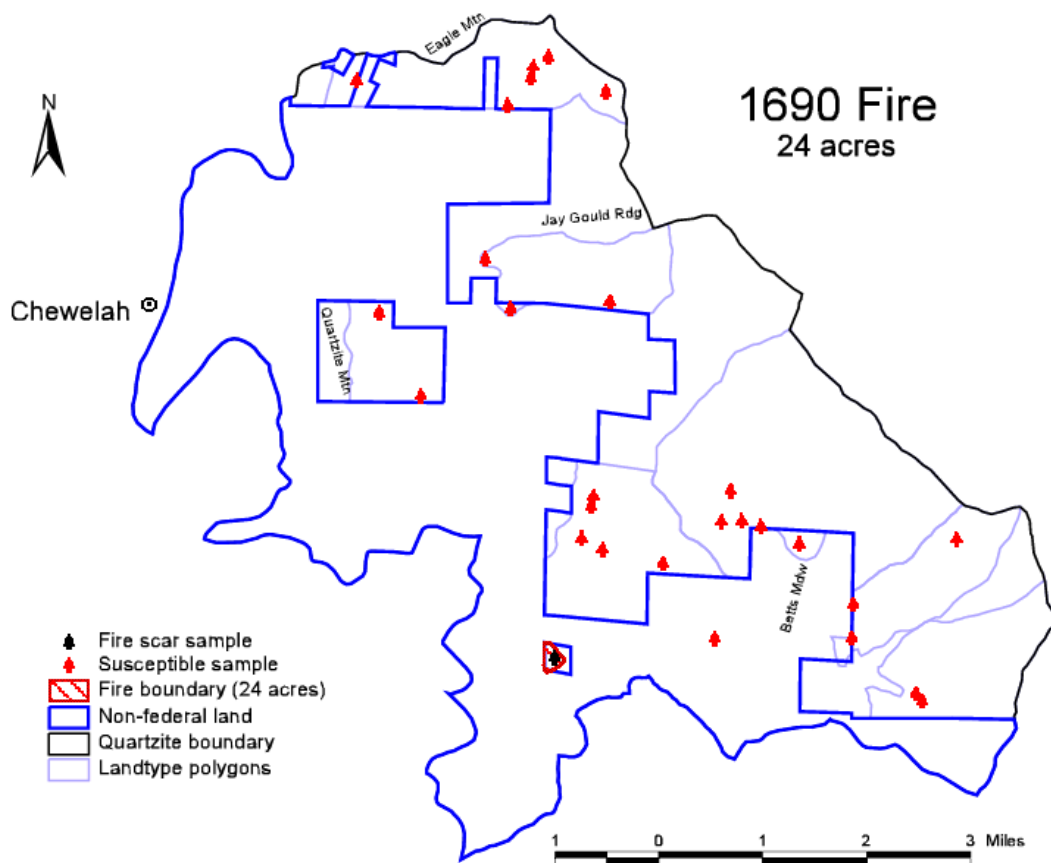 Eagle Mtn
N
1690 Fire
24 acres
Jay Gould Rdg
Chewelah
Quartzite Mtn
Betts Mdw
Fire scar sample
Susceptible sample
Fire boundary (24 acres)
Non-federal land
Quartzite boundary
Landtype polygons
1 0 1 2 3 Miles